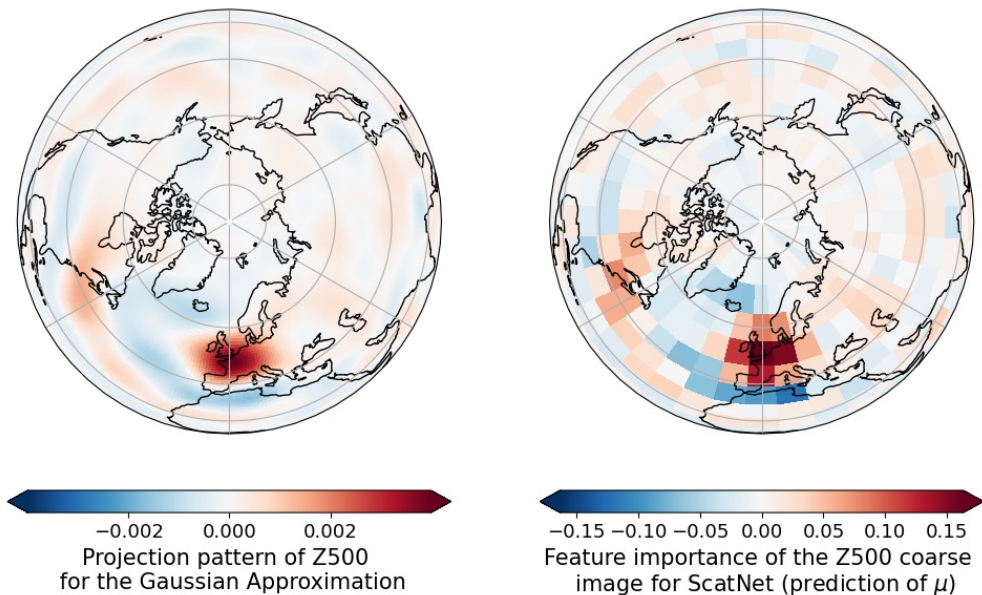 −0.002 0.000 0.002
Projection pattern of Z500
for the Gaussian Approximation
−0.15 −0.10 −0.05 0.00 0.05 0.10 0.15
Feature importance of the Z500 coarse
image for ScatNet (prediction of μ)